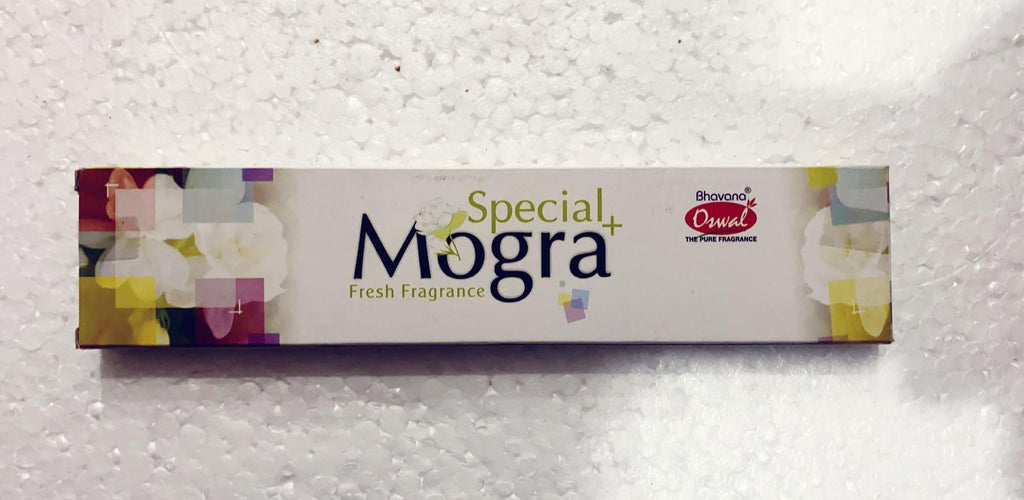 Special+
Mogra
Fresh Fragrance
Bhavana®
Oswal
THE PURE FRAGRANCE